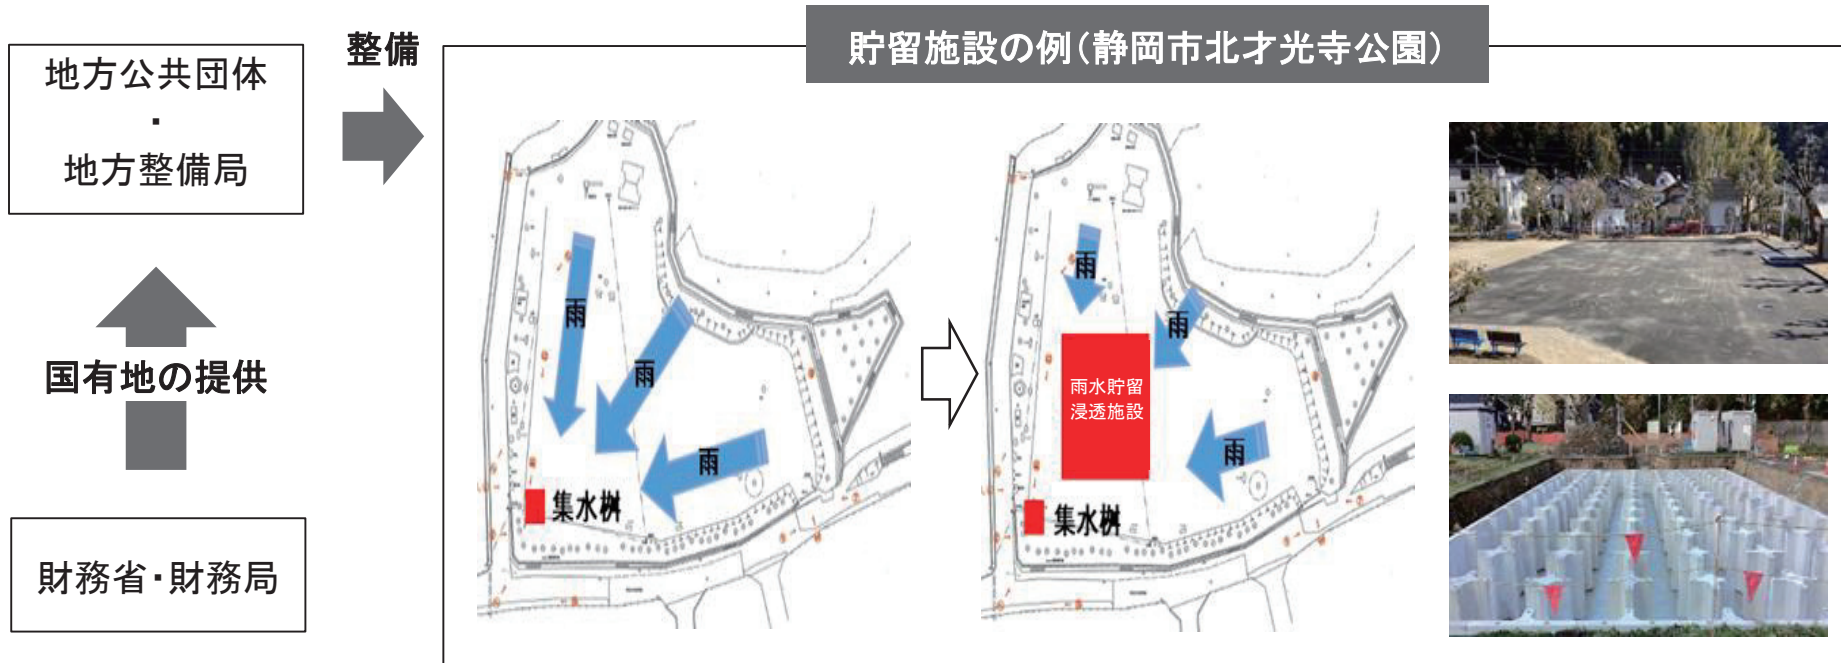 地方公共団体
・
地方整備局
整備
国有地の提供
財務省・財務局
貯留施設の例(静岡市北才光寺公園)
雨
雨
雨
集水桝
雨
雨
雨水貯留
浸透施設
雨
集水桝